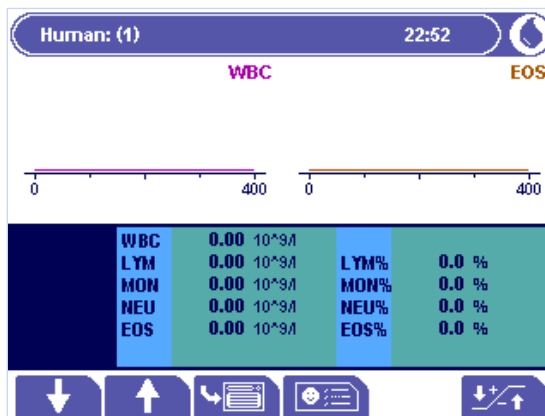 Human: (1) 22:52
WBC EOS
0 400 0 400
WBC 0.00 10^9/l
LYM 0.00 10^9/l LYM% 0.0 %
MON 0.00 10^9/l MON% 0.0 %
NEU 0.00 10^9/l NEU% 0.0 %
EOS 0.00 10^9/l EOS% 0.0 %